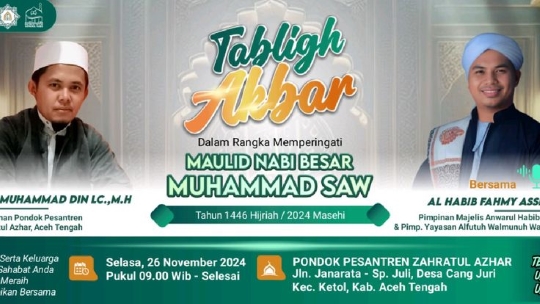 Tabligh
Akbar
Dalam Rangka Memperingati
MAULID NABI BESAR
MUHAMMAD SAW
Tahun 1446 Hijriah / 2024 Masehi
MUHAMMAD DIN LC.,M.H
Pondok Pesantren
Azhar, Aceh Tengah
Bersama
AL HABIB FAHMY
Pimpinan Majelis Anwarul Habib
& Pimp. Yayasan Alfutuh Walmunuh
Serta Keluarga
Sahabat Anda
Meraih
Bersama
Selasa, 26 November 2024
Pukul 09.00 Wib - Selesai
PONDOK PESANTREN ZAHRATUL AZHAR
Jln. Janarata - Sp. Juli, Desa Cang Juri
Kec. Ketol, Kab. Aceh Tengah